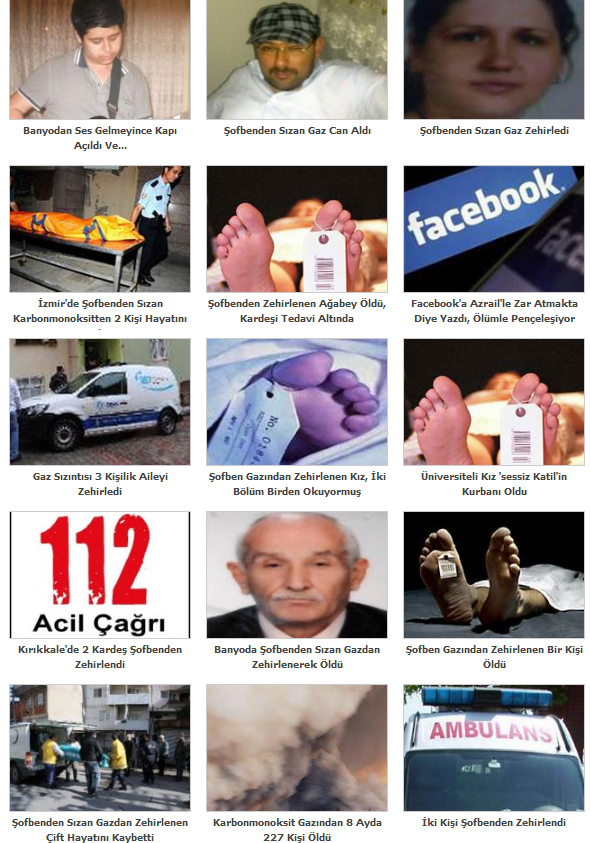 Banyodan Ses Gelmeyince Kapı
Açıldı Ve...
Şofbenden Sızan Gaz Can Aldı
Şofbenden Sızan Gaz Zehirledi
facebook.
İzmir'de Şofbenden Sızan
Karbonmonoksitten 2 Kişi Hayatını
Şofbenden Zehirlenen Ağabey Öldü,
Kardeşi Tedavi Altında
Facebook'a Azrail'le Zar Atmakta
Diye Yazdı, Ölümle Pençeleşiyor
Gaz Sızıntısı 3 Kişilik Aileyi
Zehirledi
Şofben Gazından Zehirlenen Kız, İki
Bölüm Birden Okuyormuş
Üniversiteli Kız 'sessiz Katil'in
Kurbanı Oldu
112
Acil Çağrı
Kırıkkale'de 2 Kardeş Şofbenden
Zehirlendi
Banyoda Şofbenden Sızan Gazdan
Zehirlenerek Öldü
Şofben Gazından Zehirlenen Bir Kişi
Öldü
AMBULANS
Şofbenden Sızan Gazdan Zehirlenen
Çift Hayatını Kaybetti
Karbonmonoksit Gazından 8 Ayda
227 Kişi Öldü
İki Kişi Şofbenden Zehirlendi